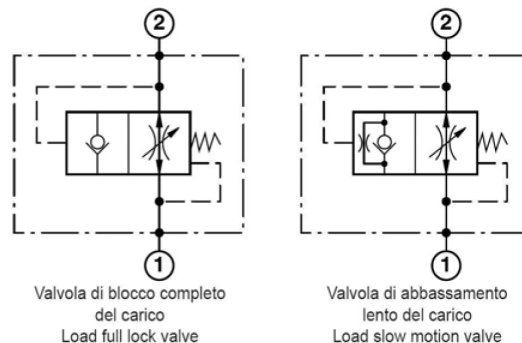 2
2
1
1
Valvola di blocco completo
del carico
Load full lock valve
Valvola di abbassamento
lento del carico
Load slow motion valve